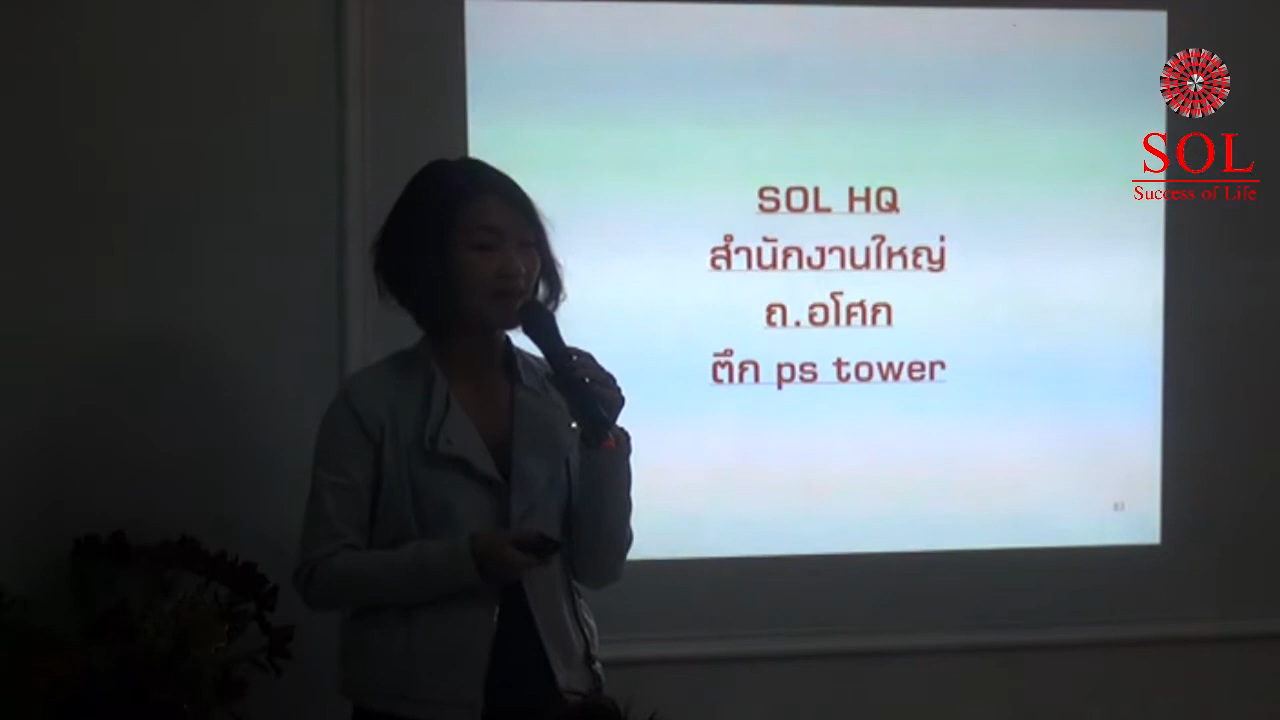 SOL HQ
สำนักงานใหญ่
ถ.อโศก
ตึก ps tower
SOL
Success of Life